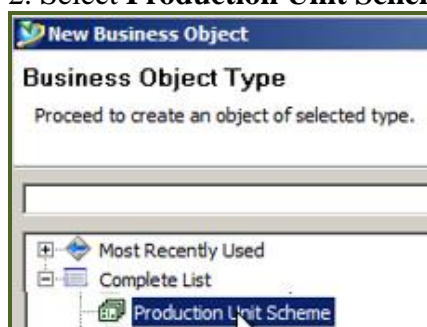 2. Select Production Unit Scheme
New Business Object
Business Object Type
Proceed to create an object of selected type.
Most Recently Used
Complete List
Production Unit Scheme